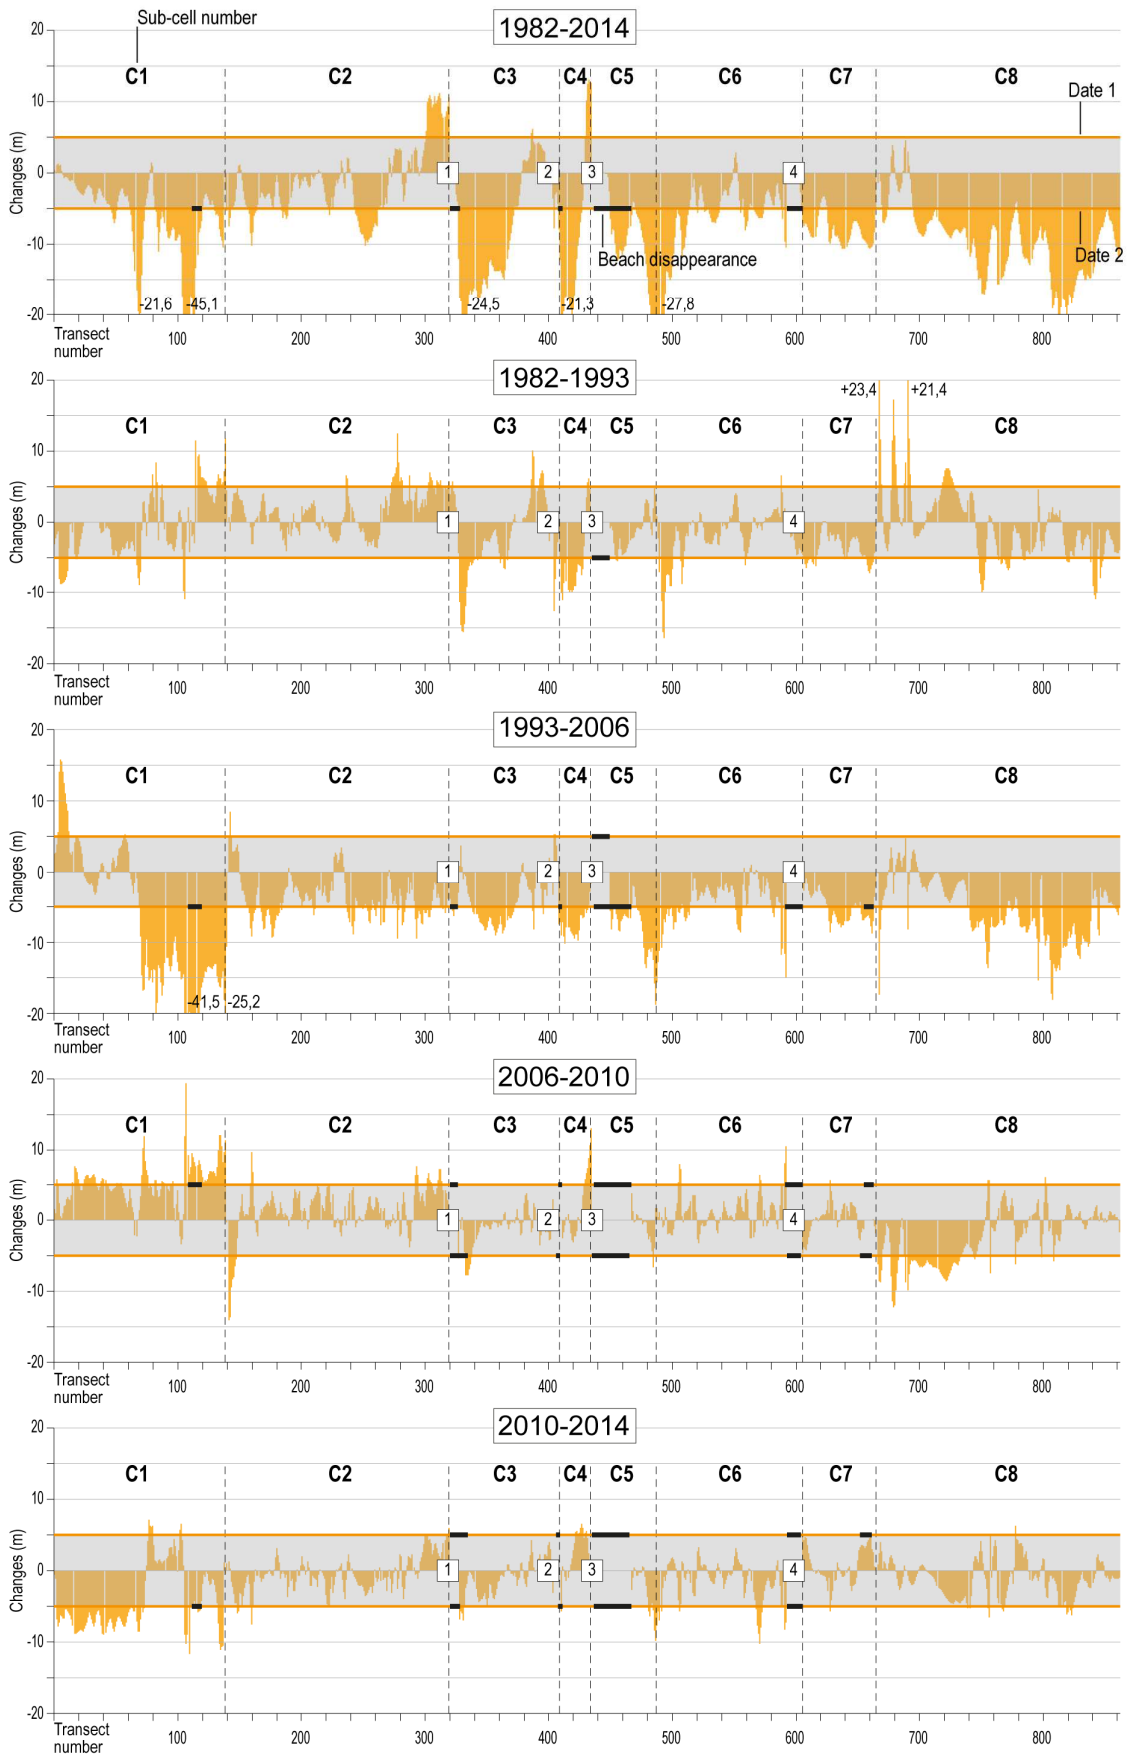 20
Sub-cell number
1982-2014
C1 C2 C3 C4 C5 C6 C7 C8
Date 1
10
Changes (m)
0
1 2 3 4
-10
Beach disappearance
Date 2
-21,6 -45,1 -24,5 -21,3 -27,8
-20
Transect number
100 200 300 400 500 600 700 800
20
1982-1993
+23,4 +21,4
C1 C2 C3 C4 C5 C6 C7 C8
10
Changes (m)
0
1 2 3 4
-10
-20
Transect number
100 200 300 400 500 600 700 800
20
1993-2006
C1 C2 C3 C4 C5 C6 C7 C8
10
Changes (m)
0
1 2 3 4
-10
-41,5 -25,2
-20
Transect number
100 200 300 400 500 600 700 800
20
2006-2010
C1 C2 C3 C4 C5 C6 C7 C8
10
Changes (m)
0
1 2 3 4
-10
-20
Transect number
100 200 300 400 500 600 700 800
20
2010-2014
C1 C2 C3 C4 C5 C6 C7 C8
10
Changes (m)
0
1 2 3 4
-10
-20
Transect number
100 200 300 400 500 600 700 800